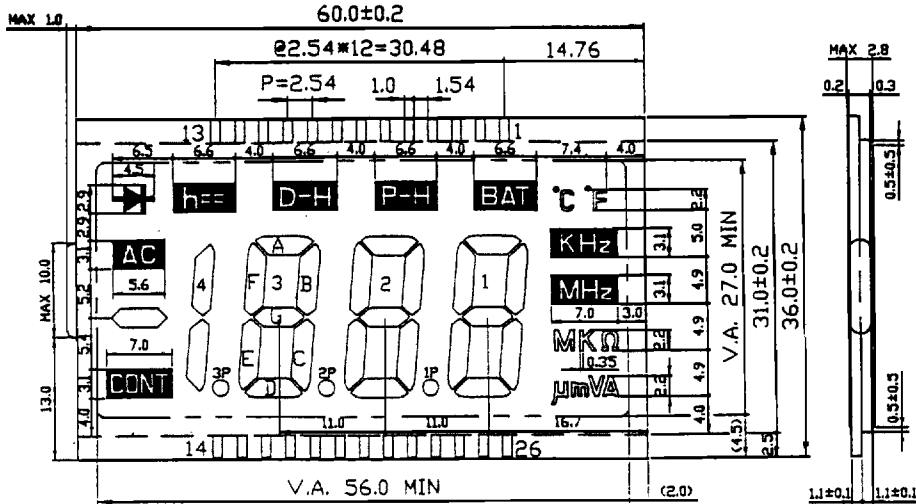 MAX 1.0
60.0±0.2
@2.54*12=30.48
14.76
MAX 2.8
P=2.54
1.0
1.54
0.2
0.3
13
1
6.5
6.6
4.0
6.6
4.0
6.6
4.0
6.6
7.4
4.0
4.5
h==
D-H
P-H
BAT
°C
°F
2.2
2.9
2.9
5.0
0.5±0.5
AC
3.1
A
F
3
B
G
E
C
D
4
2
1
KHz
3.1
5.6
5.2
MHz
3.1
4.9
7.0
3.0
MAX 10.0
5.4
4.9
MKΩ
2.2
0.35
7.0
CONT
3.1
3P
2P
1P
µmVA
2.2
4.9
13.0
4.0
11.0
11.0
16.7
4.0
V.A. 27.0 MIN
31.0±0.2
36.0±0.2
(4.5)
2.5
0.5±0.5
14
26
V.A. 56.0 MIN
(2.0)
1.1±0.1
1.1±0.1